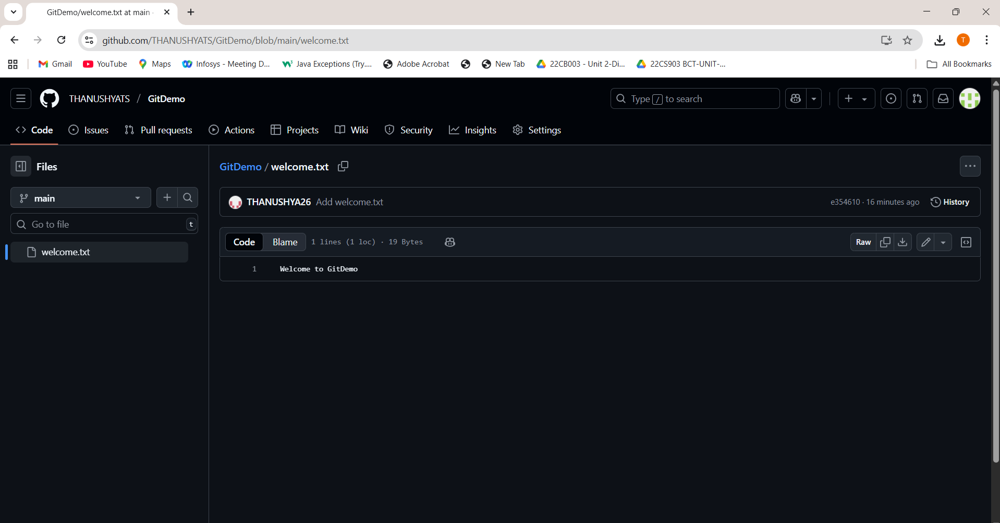 GitDemo/welcome.txt at main ·
github.com/THANUSHYATS/GitDemo/blob/main/welcome.txt
T
Gmail YouTube Maps Infosys - Meeting D... Java Exceptions (Try.... Adobe Acrobat New Tab 22CB003 - Unit 2-Di... 22CS903 BCT-UNIT-... All Bookmarks
THANUSHYATS / GitDemo Type / to search
Code Issues Pull requests Actions Projects Wiki Security Insights Settings
Files
main
Go to file t
welcome.txt
GitDemo / welcome.txt
THANUSHYA26 Add welcome.txt e354610 · 16 minutes ago History
Code Blame 1 lines (1 loc) · 19 Bytes Raw
1 Welcome to GitDemo